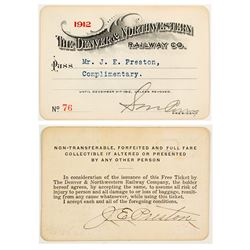 1912
THE DENVER & NORTHWESTERN
RAILWAY CO.
Pass Mr. J. E. Preston,
Complimentary.
UNTIL DECEMBER 31ST 1912, UNLESS REVOKED.
No 76
NON-TRANSFERABLE, FORFEITED AND FULL FARE
COLLECTIBLE IF ALTERED OR PRESENTED
BY ANY OTHER PERSON
In consideration of the issuance of this Free Ticket by
The Denver & Northwestern Railway Company, the
holder hereof agrees, by accepting the same, to assume all risk of
injury to person and all damage to or loss of baggage, resulting
from any cause whatever, while using this ticket.
I accept and all of the foregoing conditions.
J. E. Preston